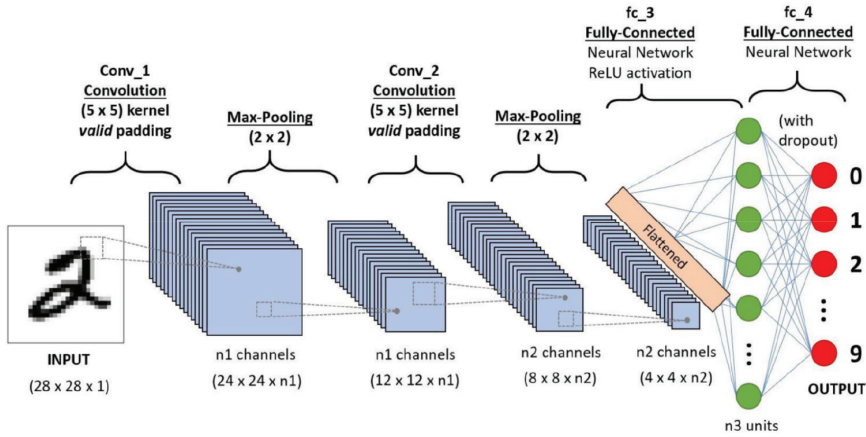 Conv_1
Convolution
(5 x 5) kernel
valid padding
Max-Pooling
(2 x 2)
Conv_2
Convolution
(5 x 5) kernel
valid padding
Max-Pooling
(2 x 2)
fc_3
Fully-Connected
Neural Network
ReLU activation
fc_4
Fully-Connected
Neural Network
(with
dropout)
2
INPUT
(28 x 28 x 1)
n1 channels
(24 x 24 x n1)
n1 channels
(12 x 12 x n1)
n2 channels
(8 x 8 x n2)
n2 channels
(4 x 4 x n2)
Flattened
n3 units
0
1
2
9
OUTPUT